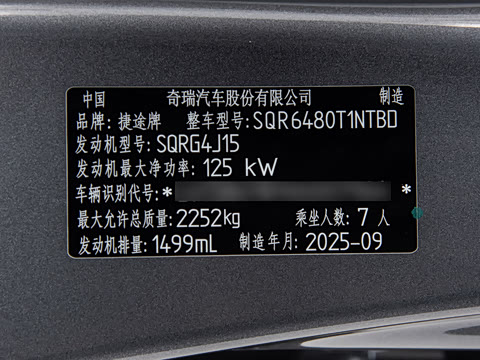 中国 奇瑞汽车股份有限公司 制造
品牌: 捷途牌 整车型号: SQR6480T1NTBD
发动机型号: SQRG4J15
发动机最大净功率: 125 kW
车辆识别代号: * *
最大允许总质量: 2252kg 乘坐人数: 7 人
发动机排量: 1499mL 制造年月: 2025-09